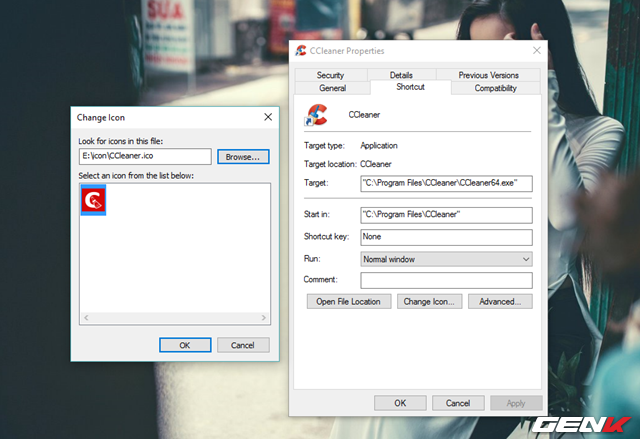 SỬA
CCleaner Properties
Security Details Previous Versions
General Shortcut Compatibility
CCleaner
Target type: Application
Target location: CCleaner
Target: "C:\Program Files\CCleaner\CCleaner64.exe"
Start in: "C:\Program Files\CCleaner"
Shortcut key: None
Run: Normal window
Comment:
Open File Location Change Icon... Advanced...
OK Cancel Apply
Change Icon
Look for icons in this file:
E:\icon\CCleaner.ico Browse...
Select an icon from the list below:
C
OK Cancel
GENK